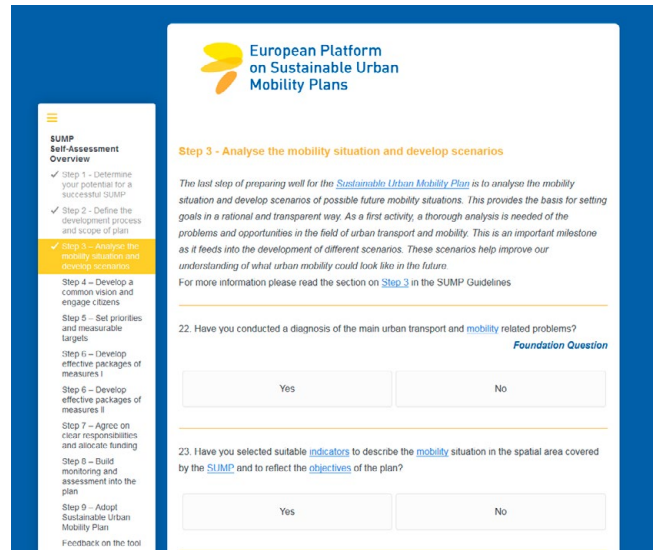 European Platform
on Sustainable Urban
Mobility Plans
SUMP
Self-Assessment
Overview
Step 1 - Determine
your potential for a
successful SUMP
Step 2 - Define the
development process
and scope of plan
Step 3 – Analyse the
mobility situation and
develop scenarios
Step 4 – Develop a
common vision and
engage citizens
Step 5 – Set priorities
and measurable
targets
Step 6 – Develop
effective packages of
measures I
Step 6 – Develop
effective packages of
measures II
Step 7 – Agree on
clear responsibilities
and allocate funding
Step 8 – Build
monitoring and
assessment into the
plan
Step 9 – Adopt
Sustainable Urban
Mobility Plan
Feedback on the tool
Step 3 - Analyse the mobility situation and develop scenarios
The last step of preparing well for the Sustainable Urban Mobility Plan is to analyse the mobility
situation and develop scenarios of possible future mobility situations. This provides the basis for setting
goals in a rational and transparent way. As a first activity, a thorough analysis is needed of the
problems and opportunities in the field of urban transport and mobility. This is an important milestone
as it feeds into the development of different scenarios. These scenarios help improve our
understanding of what urban mobility could look like in the future.
For more information please read the section on Step 3 in the SUMP Guidelines
22. Have you conducted a diagnosis of the main urban transport and mobility related problems?
Foundation Question
Yes No
23. Have you selected suitable indicators to describe the mobility situation in the spatial area covered
by the SUMP and to reflect the objectives of the plan?
Yes No